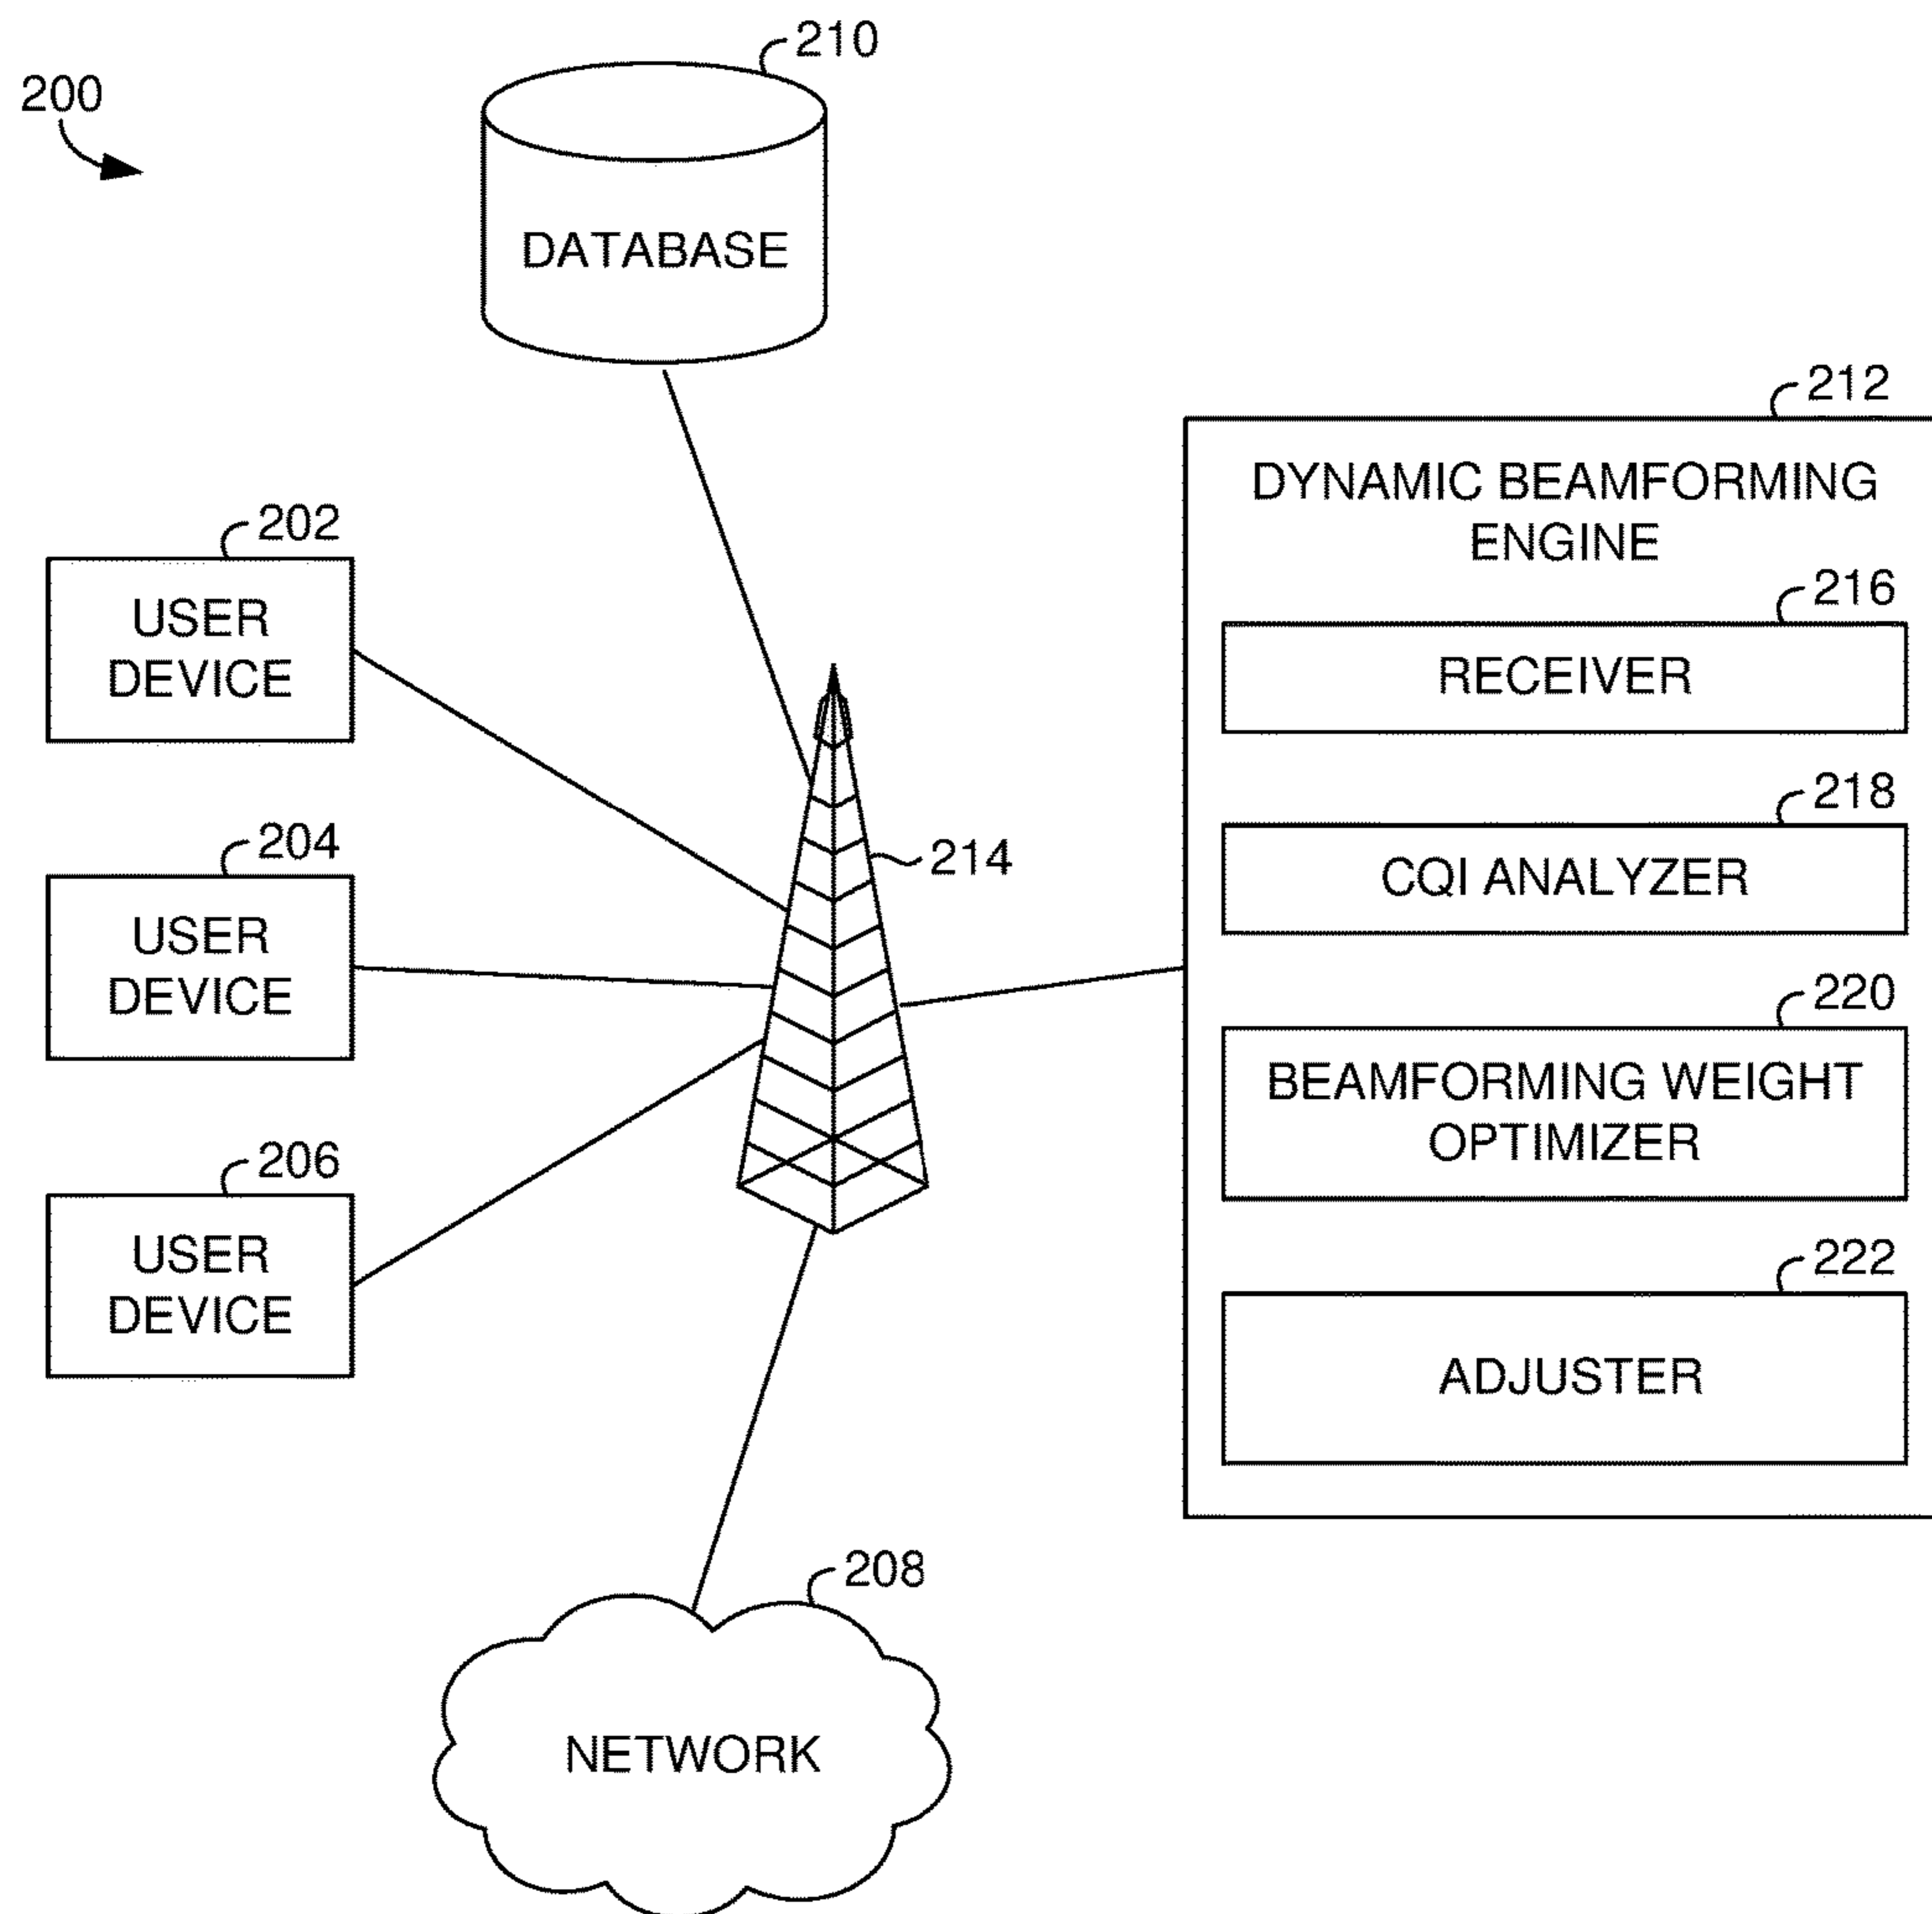 210
200
DATABASE
212
DYNAMIC BEAMFORMING
ENGINE
202
USER
DEVICE
216
RECEIVER
218
CQI ANALYZER
204
USER
DEVICE
214
220
BEAMFORMING WEIGHT
OPTIMIZER
206
USER
DEVICE
222
ADJUSTER
208
NETWORK